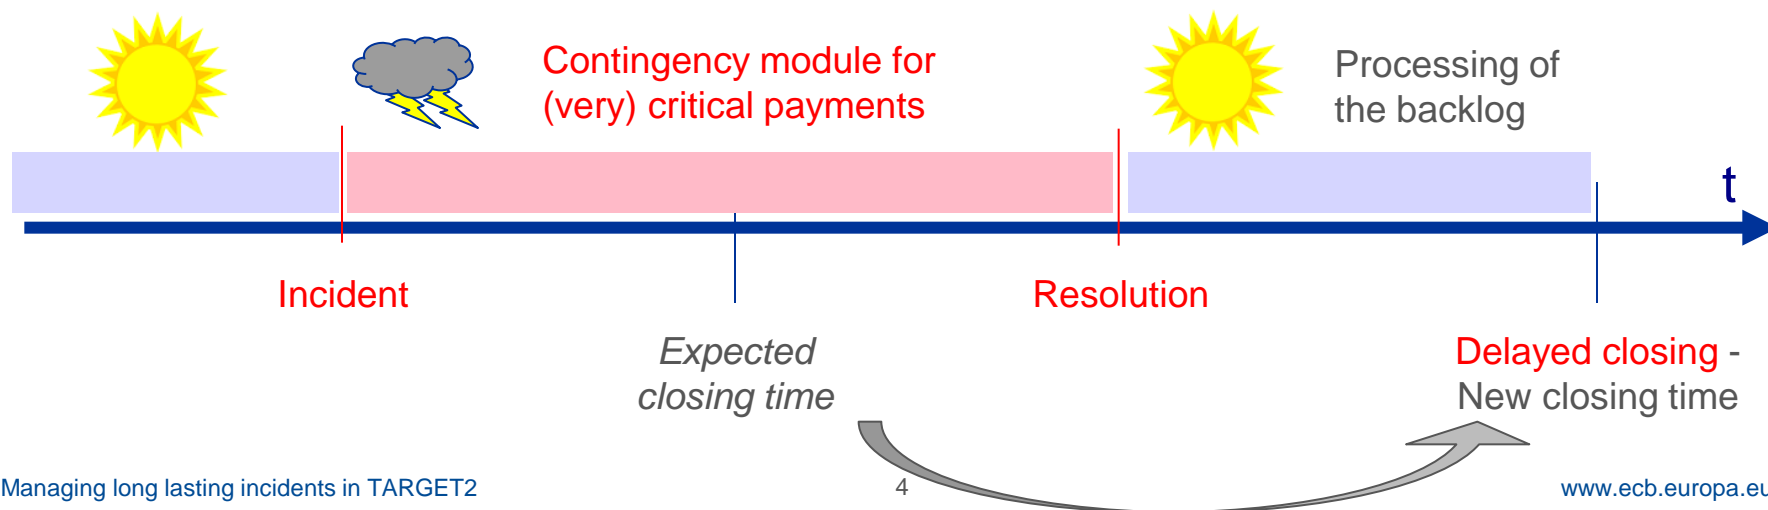 Contingency module for
(very) critical payments
Processing of
the backlog
t
Incident
Resolution
Expected
closing time
Delayed closing -
New closing time
Managing long lasting incidents in TARGET2
4
www.ecb.europa.eu